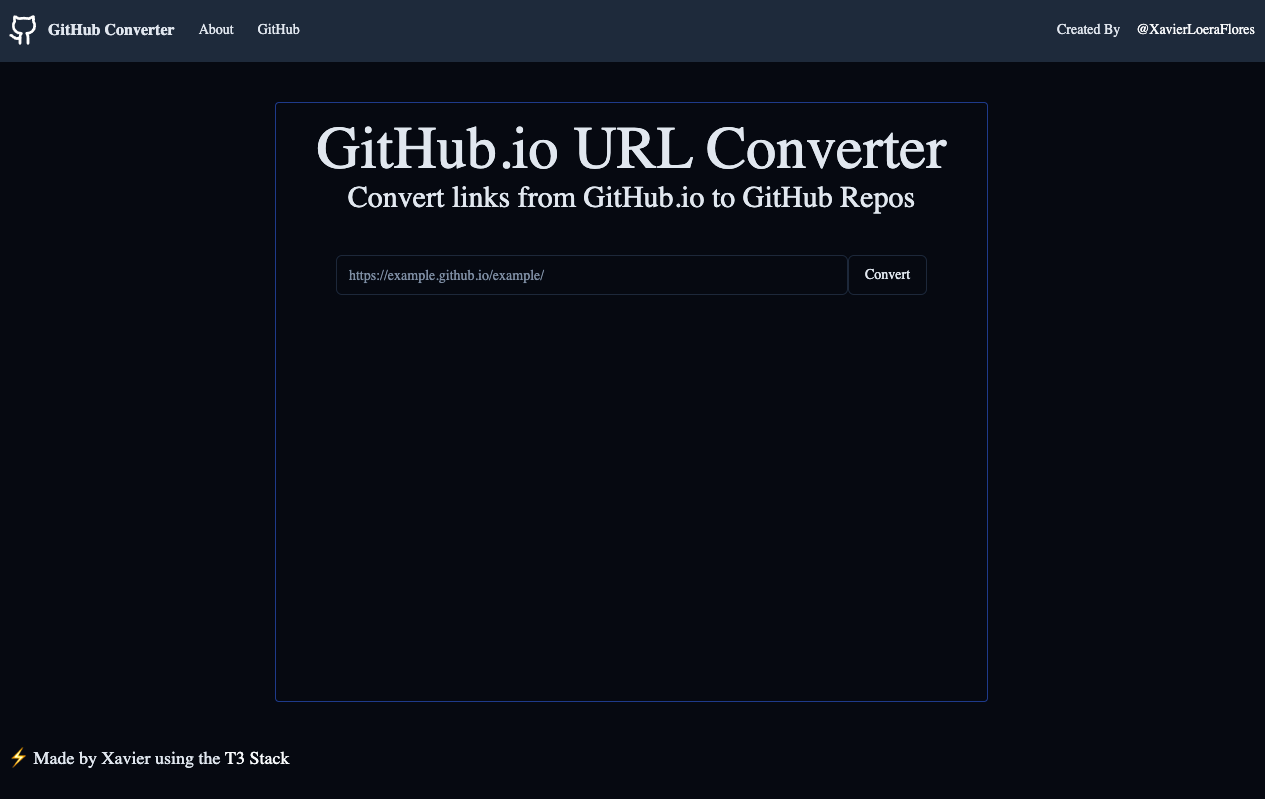 GitHub Converter About GitHub Created By @XavierLoeraFlores
GitHub.io URL Converter
Convert links from GitHub.io to GitHub Repos
https://example.github.io/example/ Convert
⚡ Made by Xavier using the T3 Stack